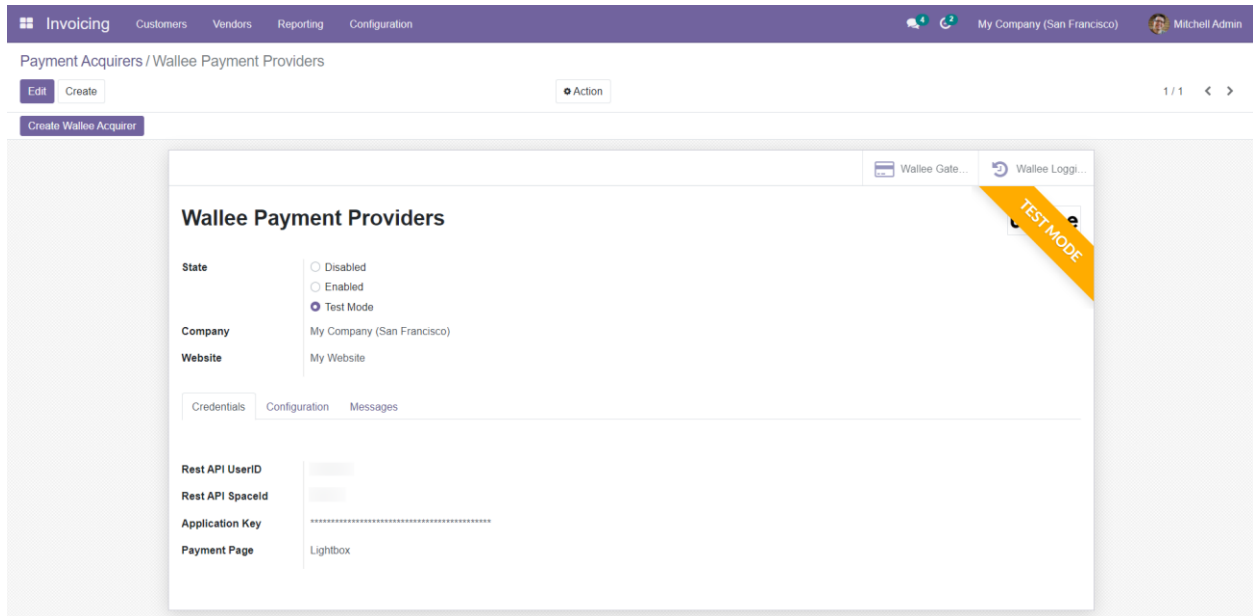 Invoicing Customers Vendors Reporting Configuration 4 2 My Company (San Francisco) Mitchell Admin
Payment Acquirers / Wallee Payment Providers
Edit Create Action 1 / 1
Create Wallee Acquirer
Wallee Gate... Wallee Loggi...
TEST MODE
Wallee Payment Providers
State Disabled
Enabled
Test Mode
Company My Company (San Francisco)
Website My Website
Credentials Configuration Messages
Rest API UserID
Rest API SpaceId
Application Key ********************************************
Payment Page Lightbox